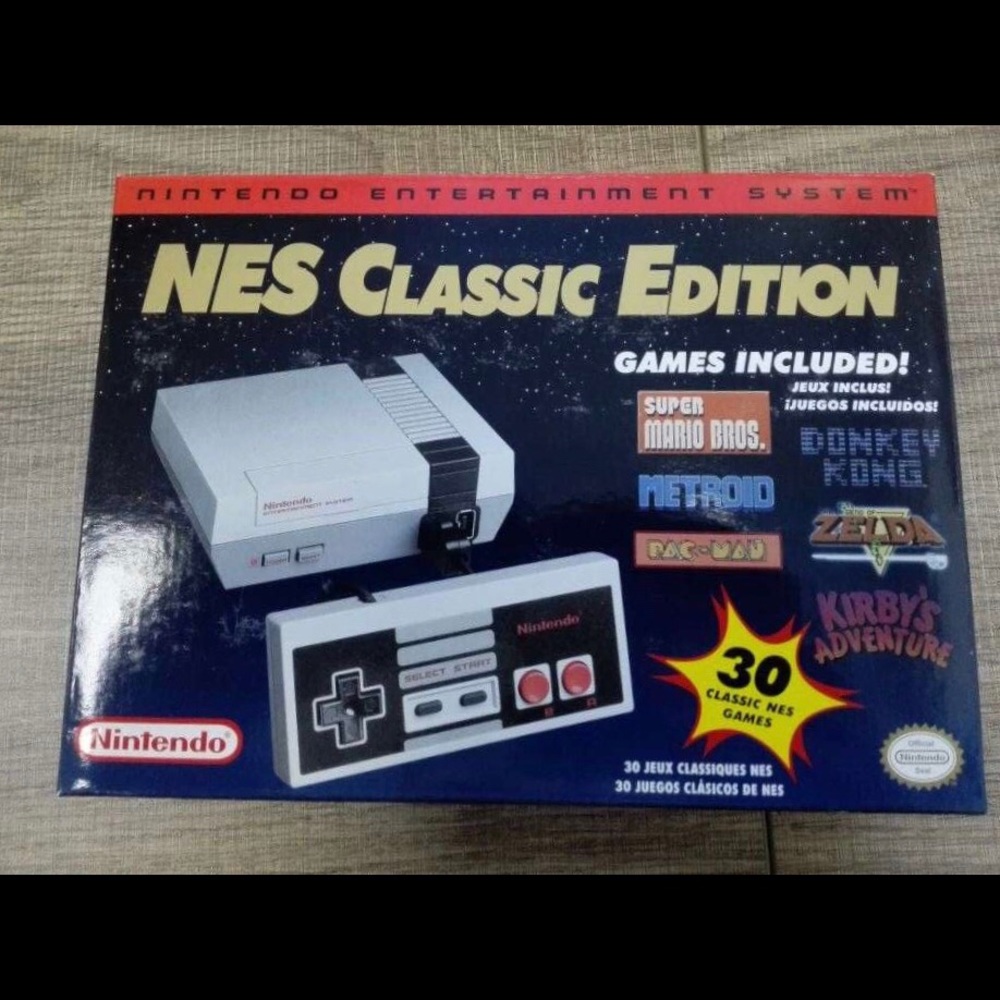 NINTENDO ENTERTAINMENT SYSTEM™
NES CLASSIC EDITION
GAMES INCLUDED!
JEUX INCLUS!
¡JUEGOS INCLUIDOS!
SUPER
MARIO BROS.
DONKEY
KONG
METROID
ZELDA
PAC-MAN
KIRBY'S
ADVENTURE
Nintendo
ENTERTAINMENT SYSTEM
Nintendo
SELECT START
B A
30
CLASSIC NES
GAMES
Nintendo®
30 JEUX CLASSIQUES NES
30 JUEGOS CLÁSICOS DE NES
Official
Nintendo
Seal